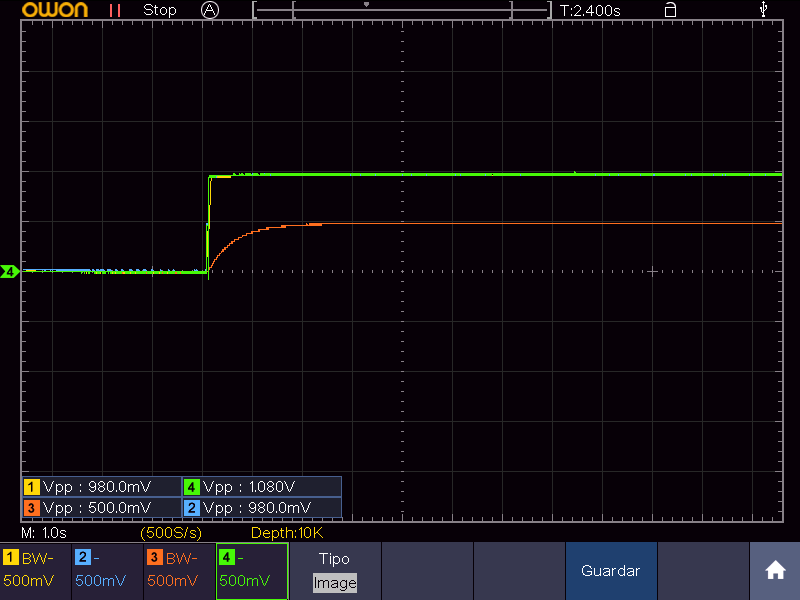 OWON Stop A T:2.400s
4
1 Vpp : 980.0mV 4 Vpp : 1.080V
3 Vpp : 500.0mV 2 Vpp : 980.0mV
M: 1.0s (500S/s) Depth:10K
1 BW- 2 - 3 BW- 4 - Tipo
500mV 500mV 500mV 500mV Image
Guardar